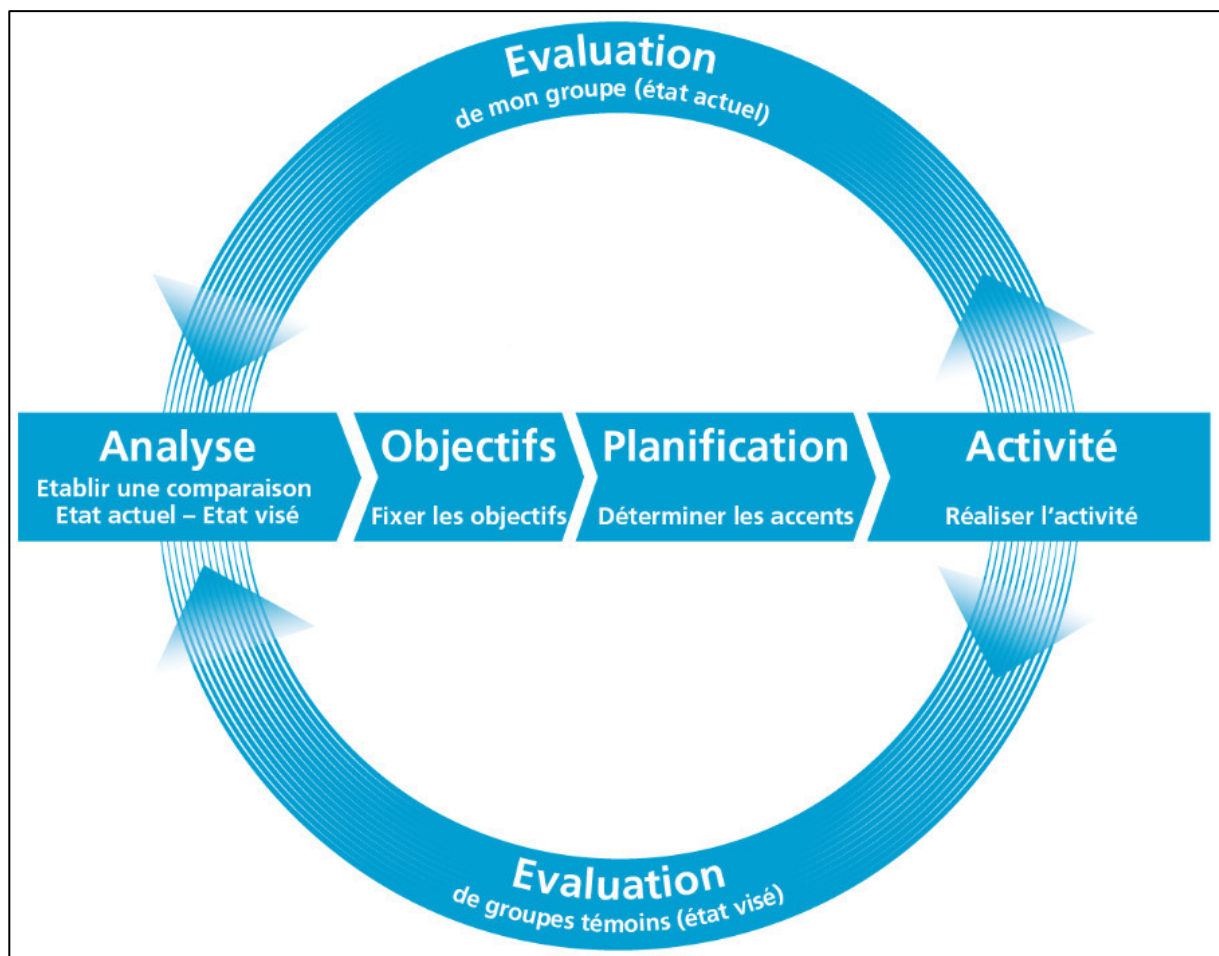 Evaluation
de mon groupe (état actuel)
Analyse
Etablir une comparaison
Etat actuel – Etat visé
Objectifs
Fixer les objectifs
Planification
Déterminer les accents
Activité
Réaliser l'activité
Evaluation
de groupes témoins (état visé)